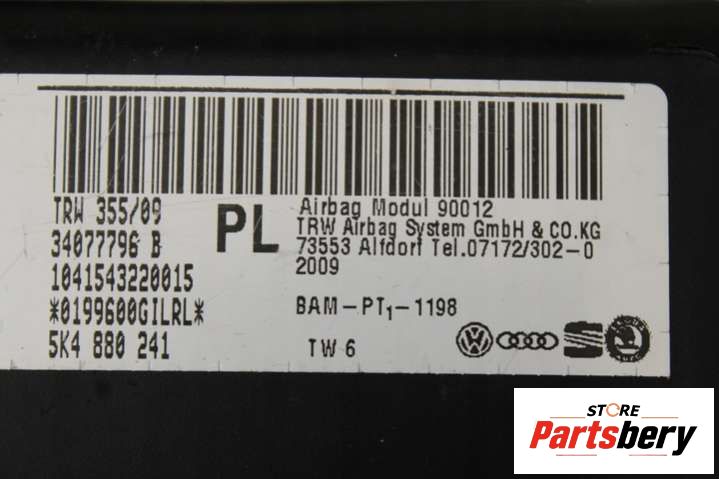 TRW 355/09
34077796 B
1041543220015
*0199600GILRL*
5K4 880 241
PL
Airbag Modul 90012
TRW Airbag System GmbH & CO.KG
73553 Alfdorf Tel.07172/302-0
2009
BAM-PT1-1198
TW 6
STORE
Partsbery